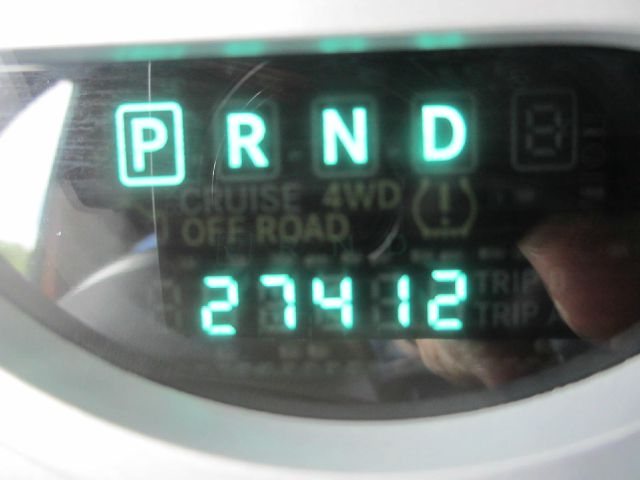 P R N D
CRUISE 4WD
OFF ROAD
27412 TRIP B
TRIP A